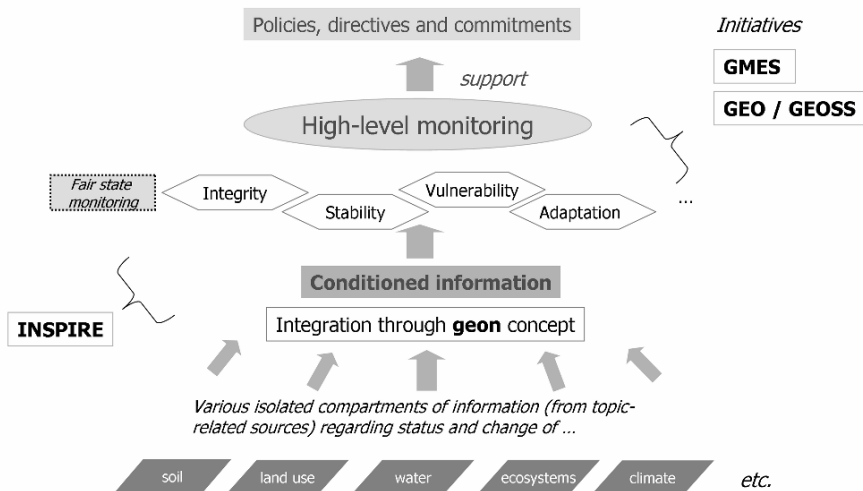 Policies, directives and commitments
Initiatives
GMES
support
GEO / GEOSS
High-level monitoring
Fair state
monitoring
Integrity
Vulnerability
Stability
Adaptation
...
Conditioned information
INSPIRE
Integration through geon concept
Various isolated compartments of information (from topic-
related sources) regarding status and change of ...
soil
land use
water
ecosystems
climate
etc.